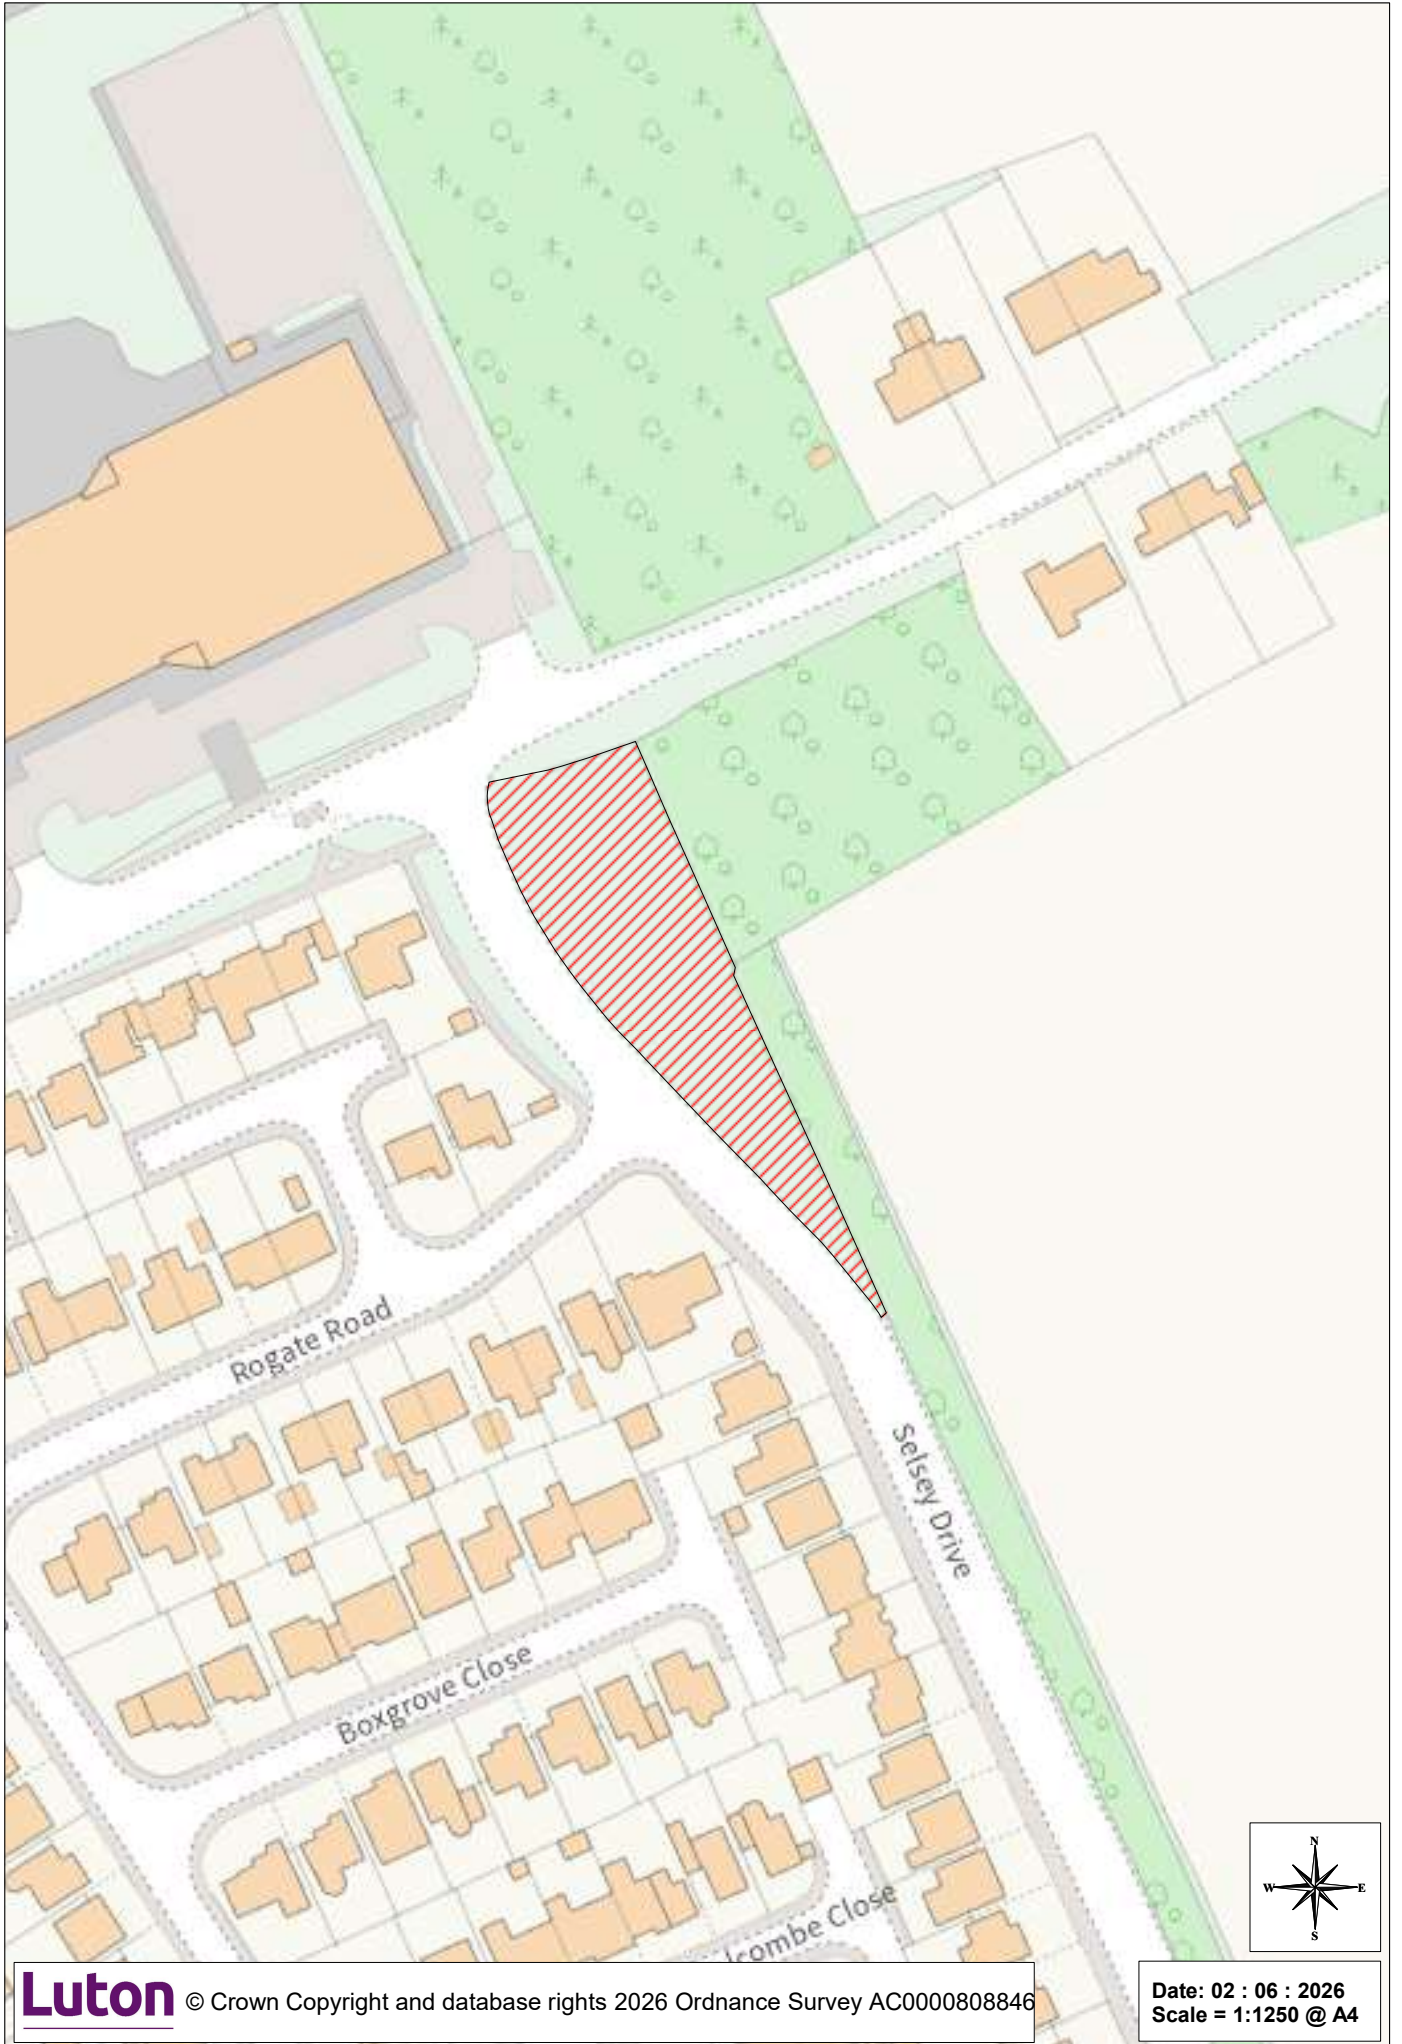 Rogate Road
Selsey Drive
Boxgrove Close
lcombe Close
N
W E
S
Luton © Crown Copyright and database rights 2026 Ordnance Survey AC0000808846
Date: 02 : 06 : 2026
Scale = 1:1250 @ A4